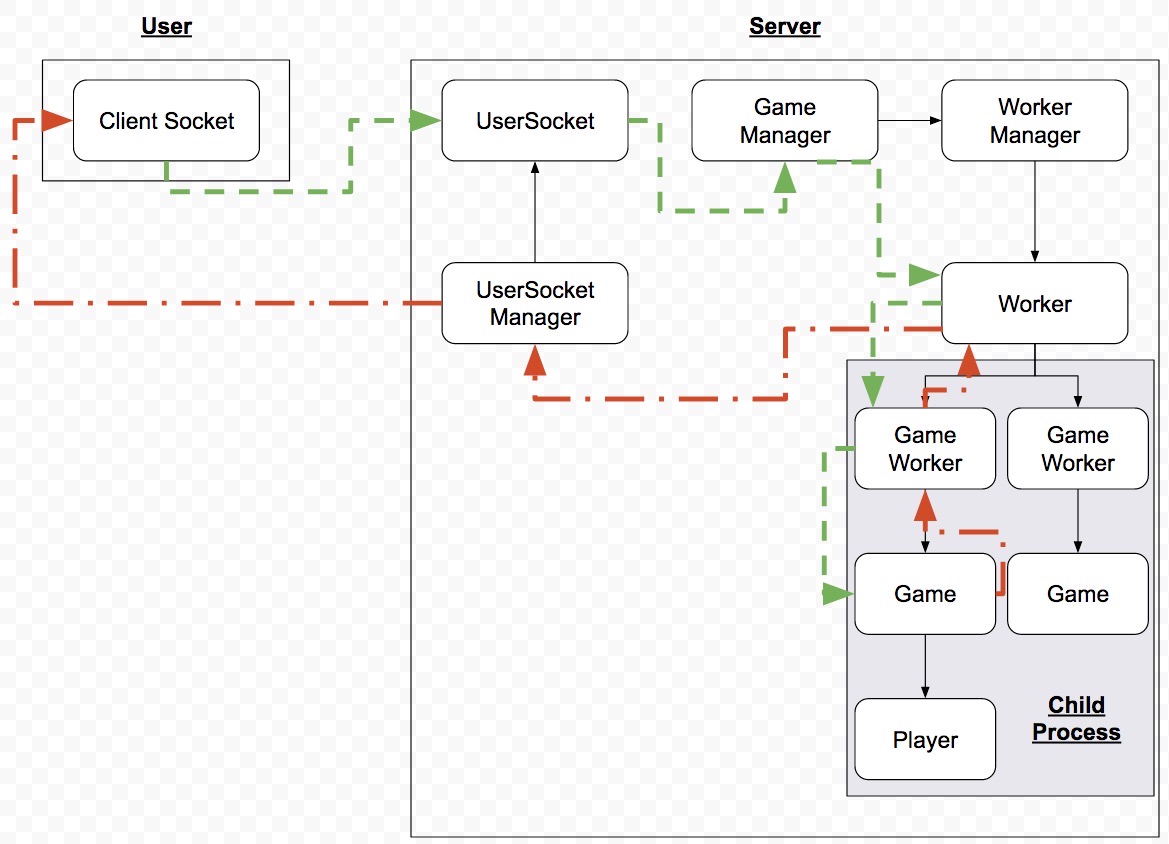 User
Server
Client Socket
UserSocket
Game
Manager
Worker
Manager
UserSocket
Manager
Worker
Game
Worker
Game
Worker
Game
Game
Player
Child
Process